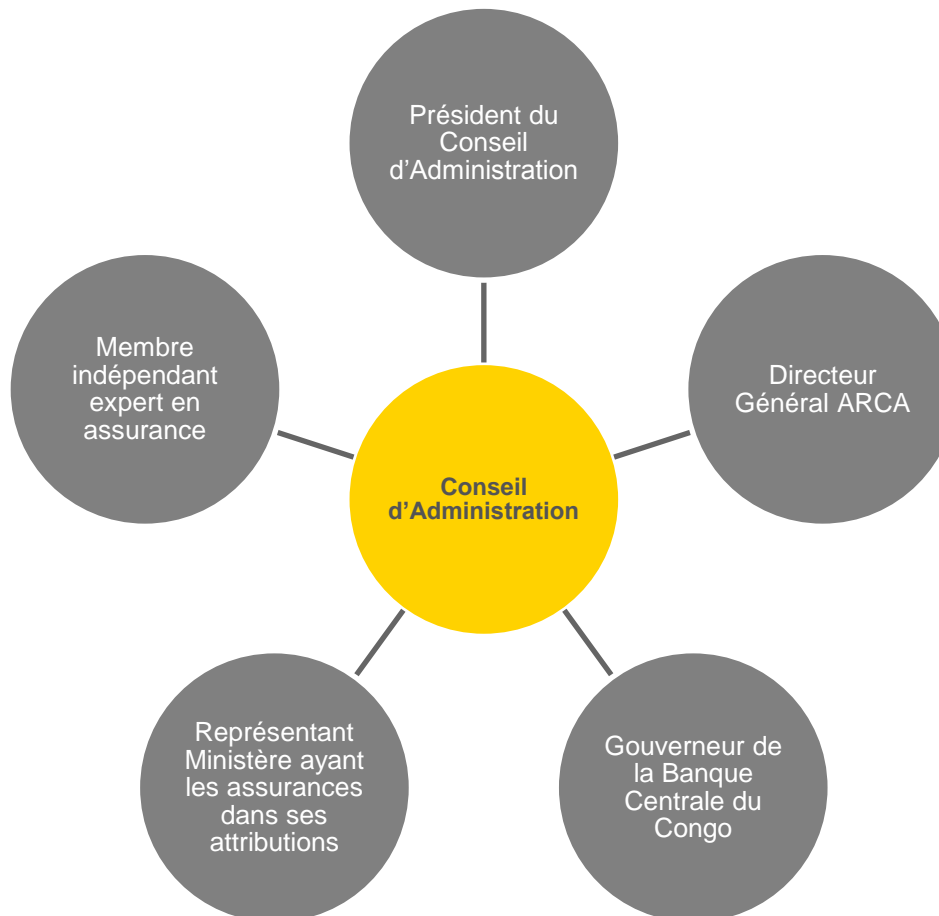 Président du
Conseil
d’Administration
Membre
indépendant
expert en
assurance
Directeur
Général ARCA
Conseil
d’Administration
Représentant
Ministère ayant
les assurances
dans ses
attributions
Gouverneur de
la Banque
Centrale du
Congo